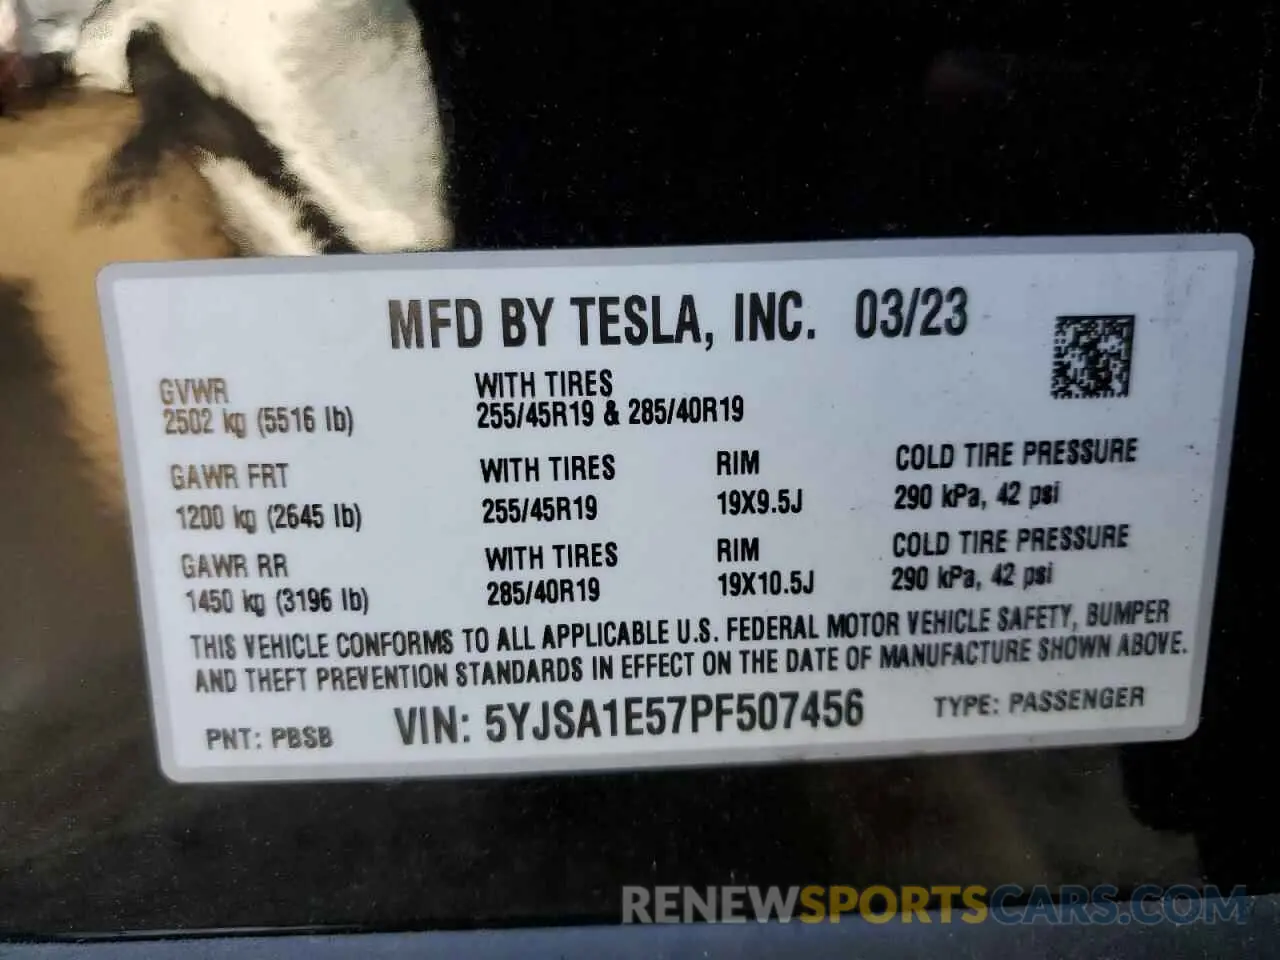 MFD BY TESLA, INC. 03/23
GVWR
2502 kg (5516 lb)
WITH TIRES
255/45R19 & 285/40R19
GAWR FRT
1200 kg (2645 lb)
WITH TIRES
255/45R19
RIM
19X9.5J
COLD TIRE PRESSURE
290 kPa, 42 psi
GAWR RR
1450 kg (3196 lb)
WITH TIRES
285/40R19
RIM
19X10.5J
COLD TIRE PRESSURE
290 kPa, 42 psi
THIS VEHICLE CONFORMS TO ALL APPLICABLE U.S. FEDERAL MOTOR VEHICLE SAFETY, BUMPER
AND THEFT PREVENTION STANDARDS IN EFFECT ON THE DATE OF MANUFACTURE SHOWN ABOVE.
PNT: PBSB VIN: 5YJSA1E57PF507456 TYPE: PASSENGER
RENEWSPORTSCARS.COM